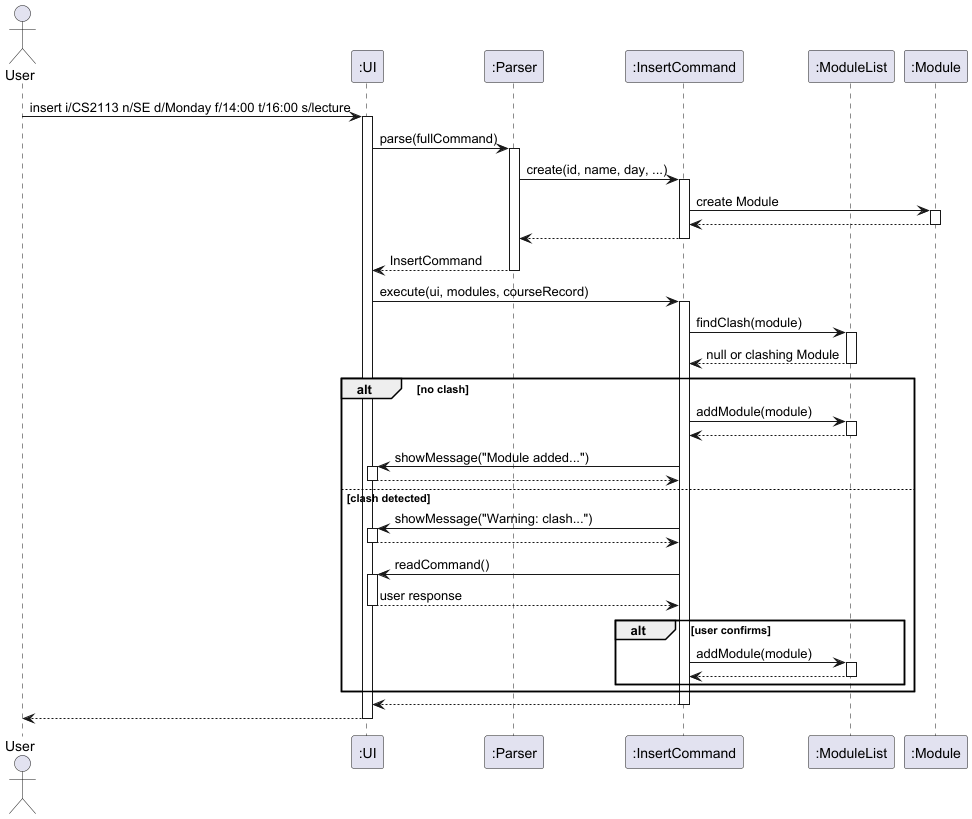 User
:UI
:Parser
:InsertCommand
:ModuleList
:Module
insert i/CS2113 n/SE d/Monday f/14:00 t/16:00 s/lecture
parse(fullCommand)
create(id, name, day, ...)
create Module
InsertCommand
execute(ui, modules, courseRecord)
findClash(module)
null or clashing Module
alt
[no clash]
addModule(module)
showMessage("Module added...")
[clash detected]
showMessage("Warning: clash...")
readCommand()
user response
alt
[user confirms]
addModule(module)
User
:UI
:Parser
:InsertCommand
:ModuleList
:Module